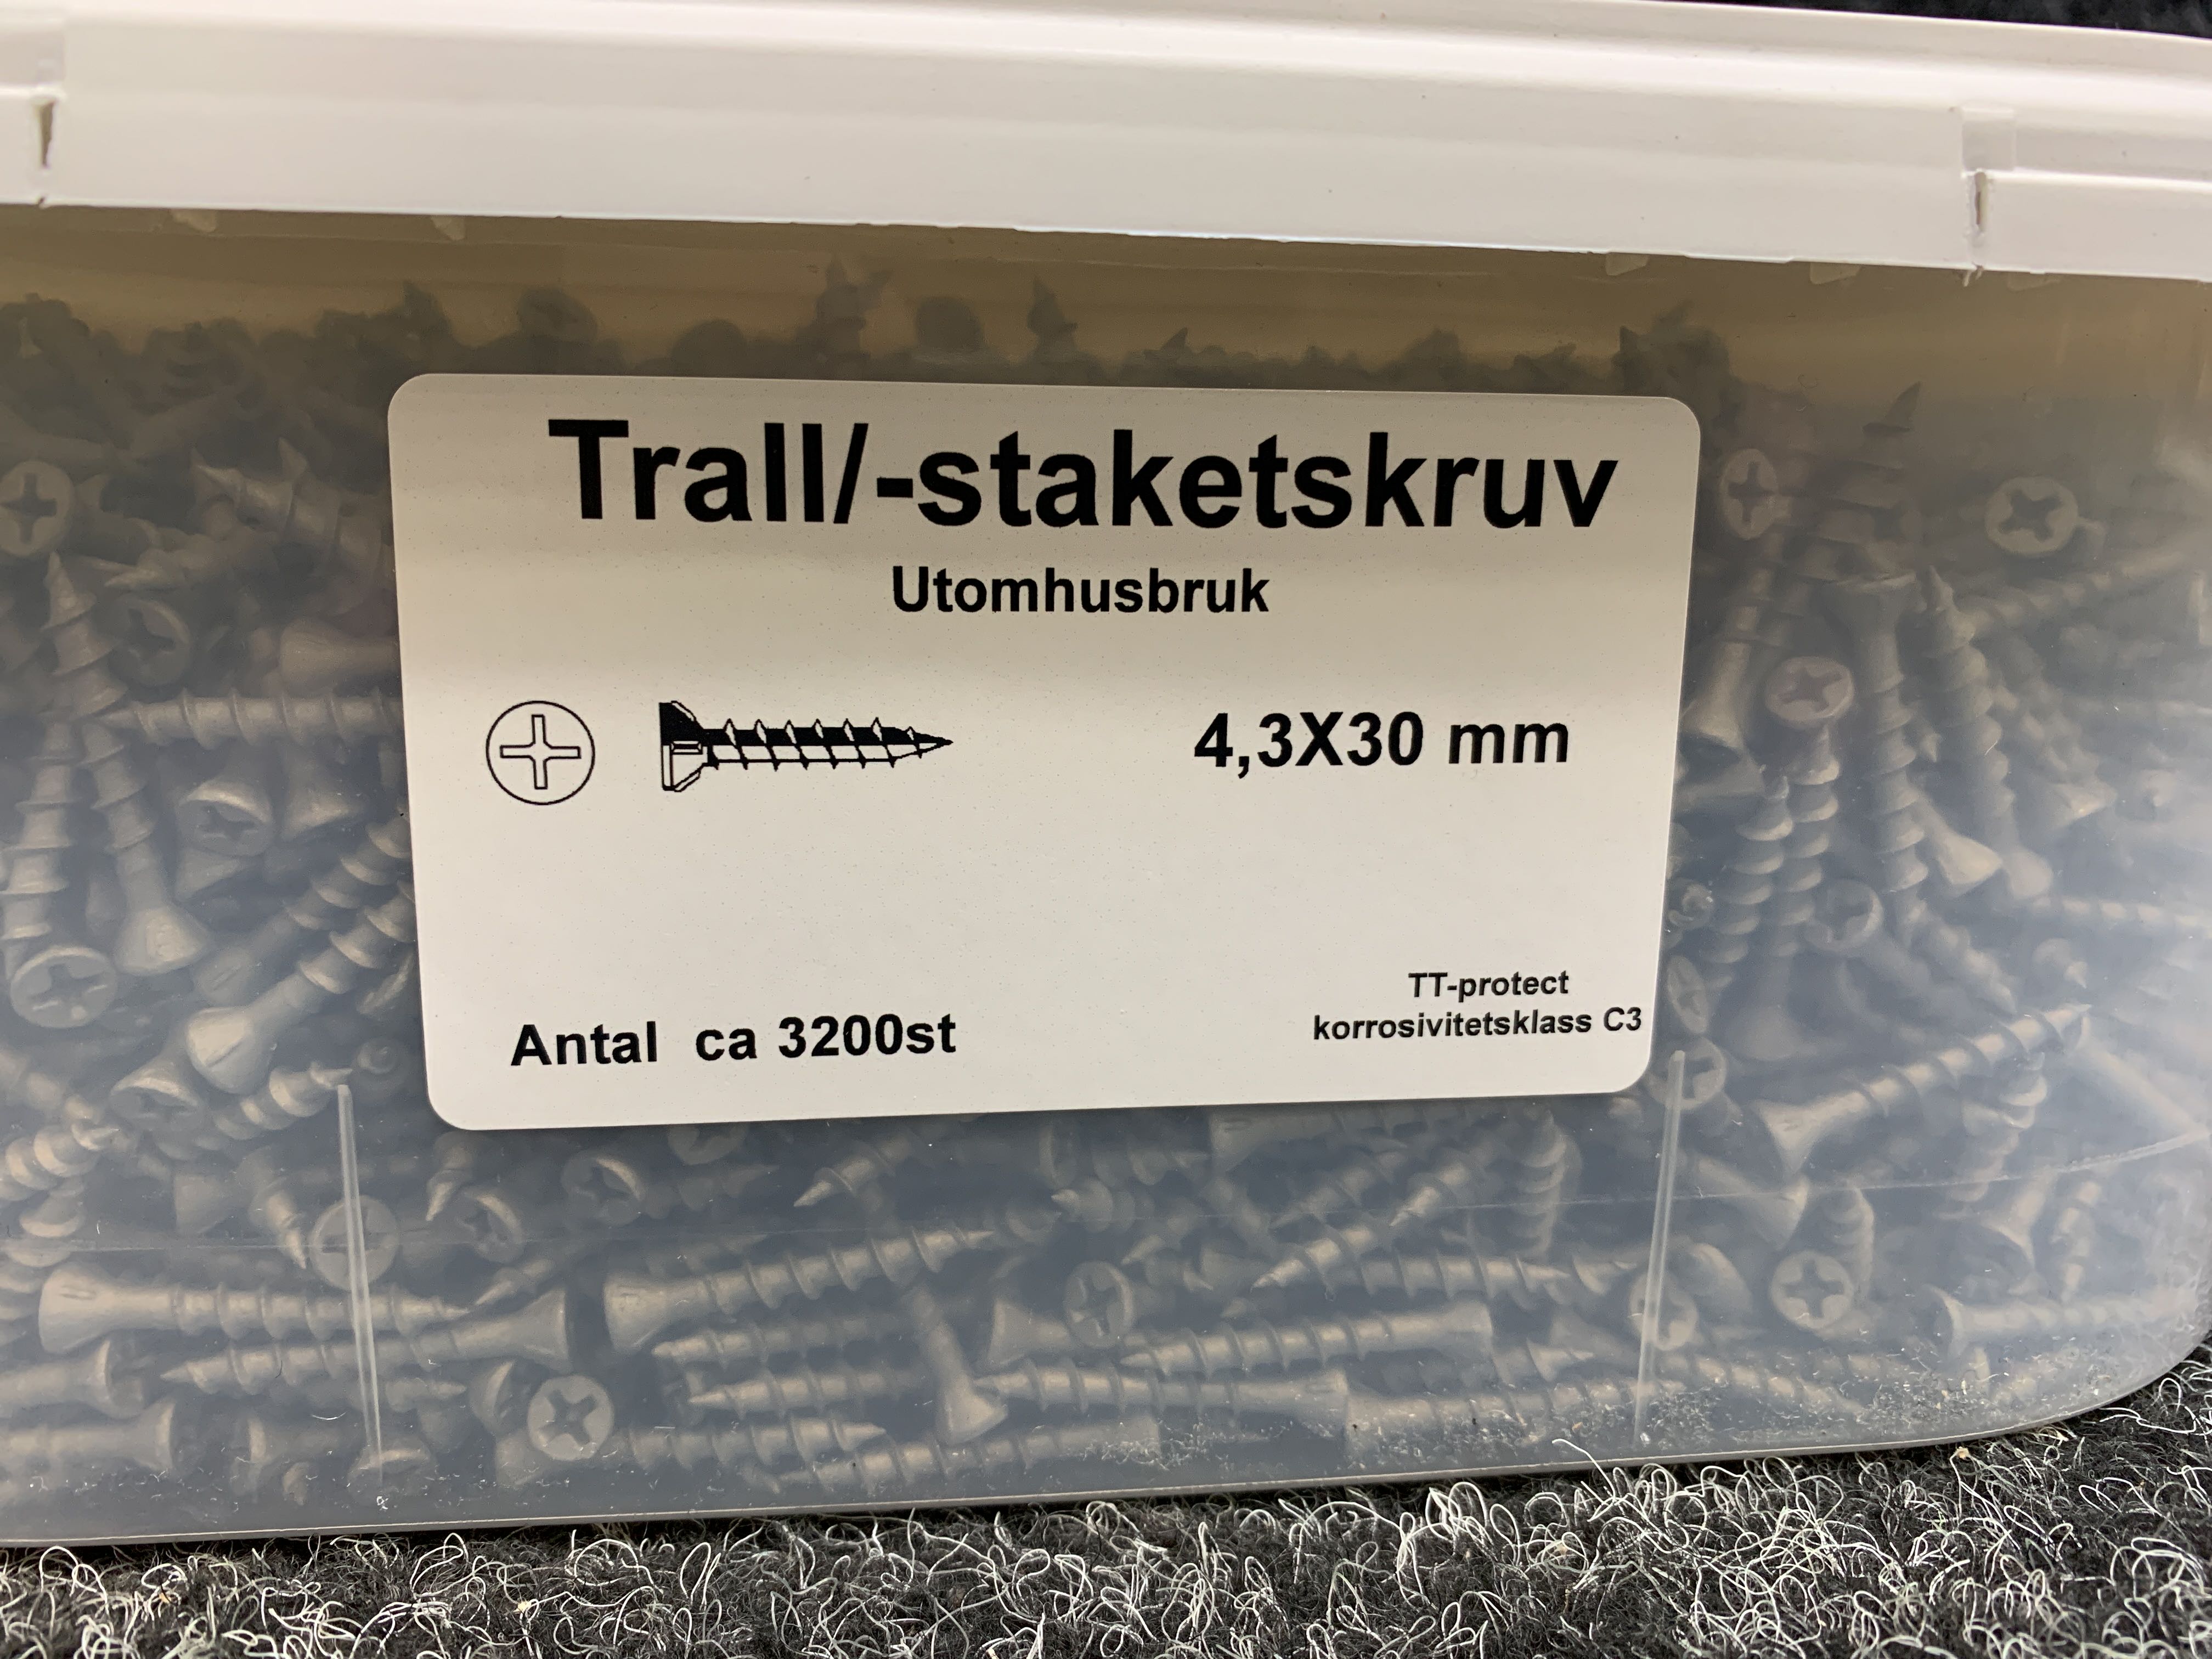 Trall/-staketskruv
Utomhusbruk
4,3X30 mm
TT-protect
korrosivitetsklass C3
Antal ca 3200st